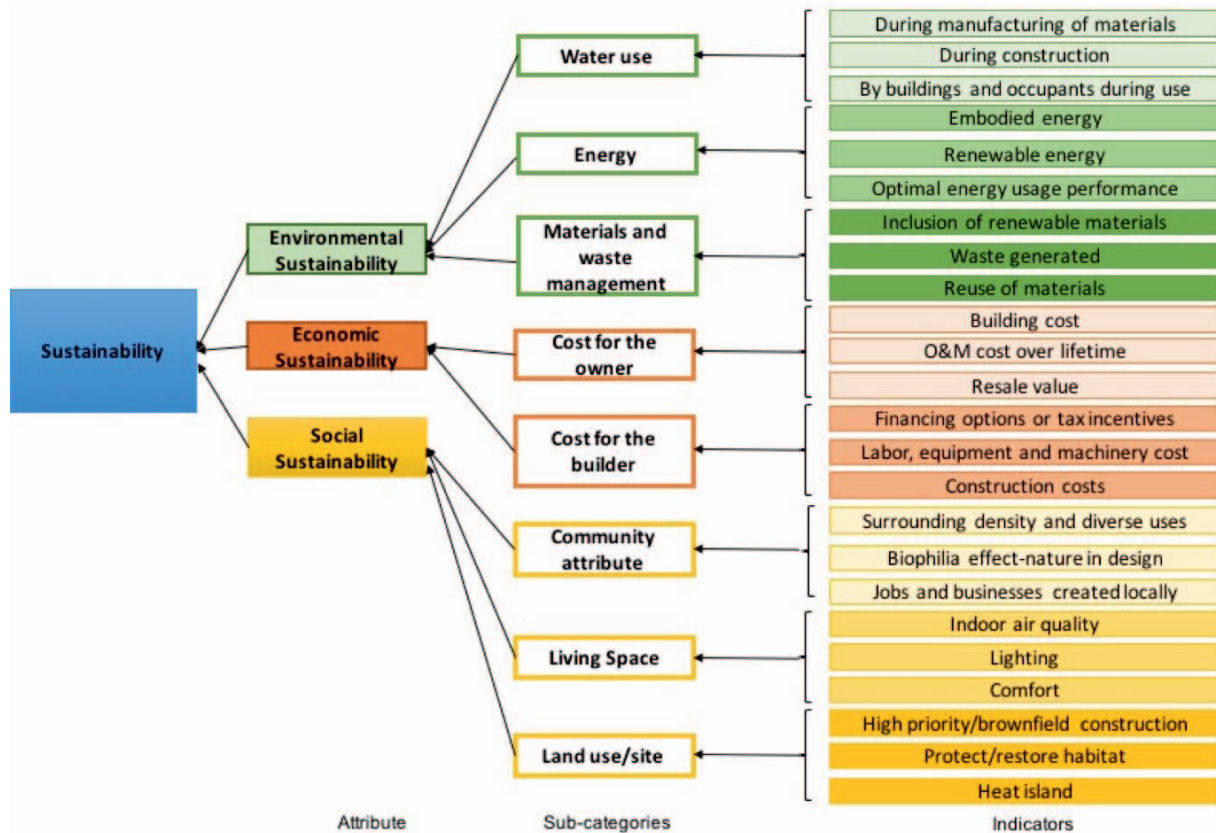 Sustainability
Environmental
Sustainability
Economic
Sustainability
Social
Sustainability
Attribute
Water use
Energy
Materials and
waste
management
Cost for the
owner
Cost for the
builder
Community
attribute
Living Space
Land use/site
Sub-categories
During manufacturing of materials
During construction
By buildings and occupants during use
Embodied energy
Renewable energy
Optimal energy usage performance
Inclusion of renewable materials
Waste generated
Reuse of materials
Building cost
O&M cost over lifetime
Resale value
Financing options or tax incentives
Labor, equipment and machinery cost
Construction costs
Surrounding density and diverse uses
Biophilia effect-nature in design
Jobs and businesses created locally
Indoor air quality
Lighting
Comfort
High priority/brownfield construction
Protect/restore habitat
Heat island
Indicators